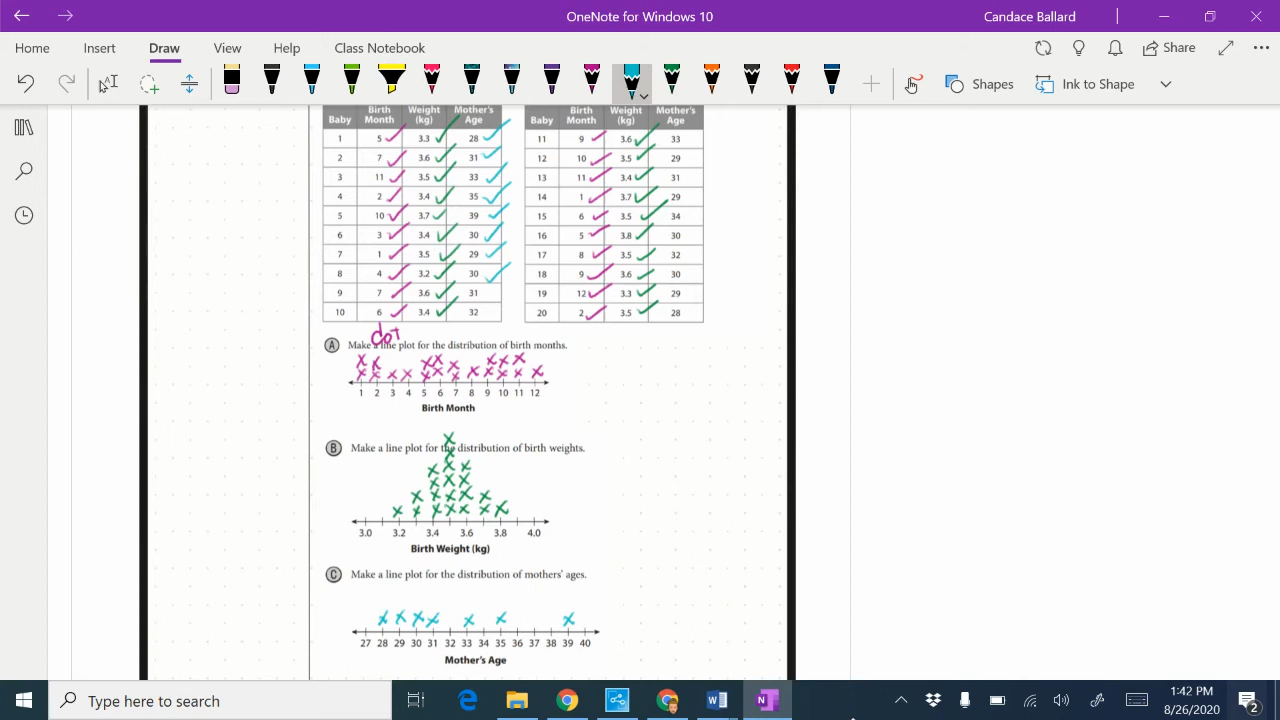 OneNote for Windows 10
Candace Ballard
Home Insert Draw View Help Class Notebook
Share
Shapes
Ink to Shape
Baby Birth Month Weight (kg) Mother's Age
1 5 3.3 28
2 7 3.6 31
3 11 3.5 33
4 2 3.4 35
5 10 3.7 39
6 3 3.4 30
7 1 3.5 29
8 4 3.2 30
9 7 3.6 31
10 6 3.4 32
Baby Birth Month Weight (kg) Mother's Age
11 9 3.6 33
12 10 3.5 29
13 11 3.4 31
14 1 3.7 29
15 6 3.5 34
16 5 3.8 30
17 8 3.5 32
18 9 3.6 30
19 12 3.3 29
20 2 3.5 28
dot
A Make a line plot for the distribution of birth months.
1 2 3 4 5 6 7 8 9 10 11 12
Birth Month
B Make a line plot for the distribution of birth weights.
3.0 3.2 3.4 3.6 3.8 4.0
Birth Weight (kg)
C Make a line plot for the distribution of mothers' ages.
27 28 29 30 31 32 33 34 35 36 37 38 39 40
Mother's Age
Type here to search
1:42 PM
8/26/2020
2